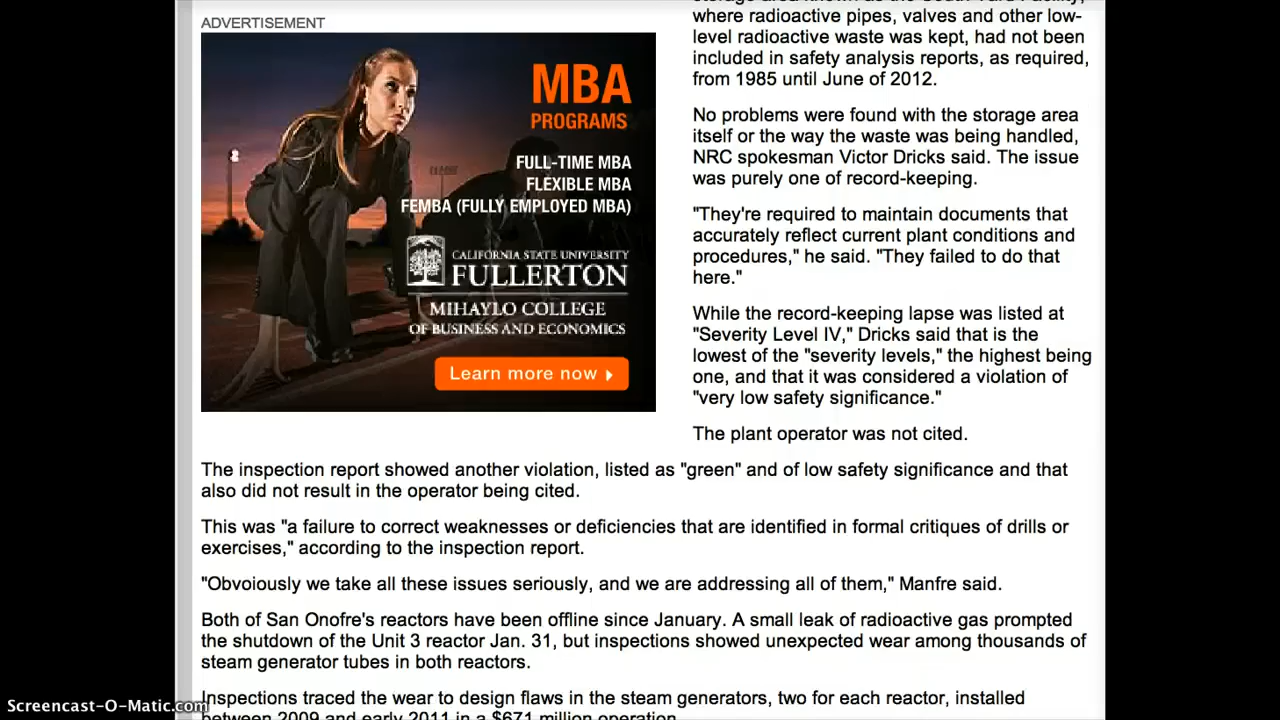 ADVERTISEMENT
MBA
PROGRAMS
FULL-TIME MBA
FLEXIBLE MBA
FEMBA (FULLY EMPLOYED MBA)
CALIFORNIA STATE UNIVERSITY
FULLERTON
MIHAYLO COLLEGE
OF BUSINESS AND ECONOMICS
Learn more now
where radioactive pipes, valves and other low-
level radioactive waste was kept, had not been
included in safety analysis reports, as required,
from 1985 until June of 2012.
No problems were found with the storage area
itself or the way the waste was being handled,
NRC spokesman Victor Dricks said. The issue
was purely one of record-keeping.
"They're required to maintain documents that
accurately reflect current plant conditions and
procedures," he said. "They failed to do that
here."
While the record-keeping lapse was listed at
"Severity Level IV," Dricks said that is the
lowest of the "severity levels," the highest being
one, and that it was considered a violation of
"very low safety significance."
The plant operator was not cited.
The inspection report showed another violation, listed as "green" and of low safety significance and that
also did not result in the operator being cited.
This was "a failure to correct weaknesses or deficiencies that are identified in formal critiques of drills or
exercises," according to the inspection report.
"Obvoiously we take all these issues seriously, and we are addressing all of them," Manfre said.
Both of San Onofre's reactors have been offline since January. A small leak of radioactive gas prompted
the shutdown of the Unit 3 reactor Jan. 31, but inspections showed unexpected wear among thousands of
steam generator tubes in both reactors.
Inspections traced the wear to design flaws in the steam generators, two for each reactor, installed
between 2009 and early 2011 in a $671 million operation.
Screencast-O-Matic.com